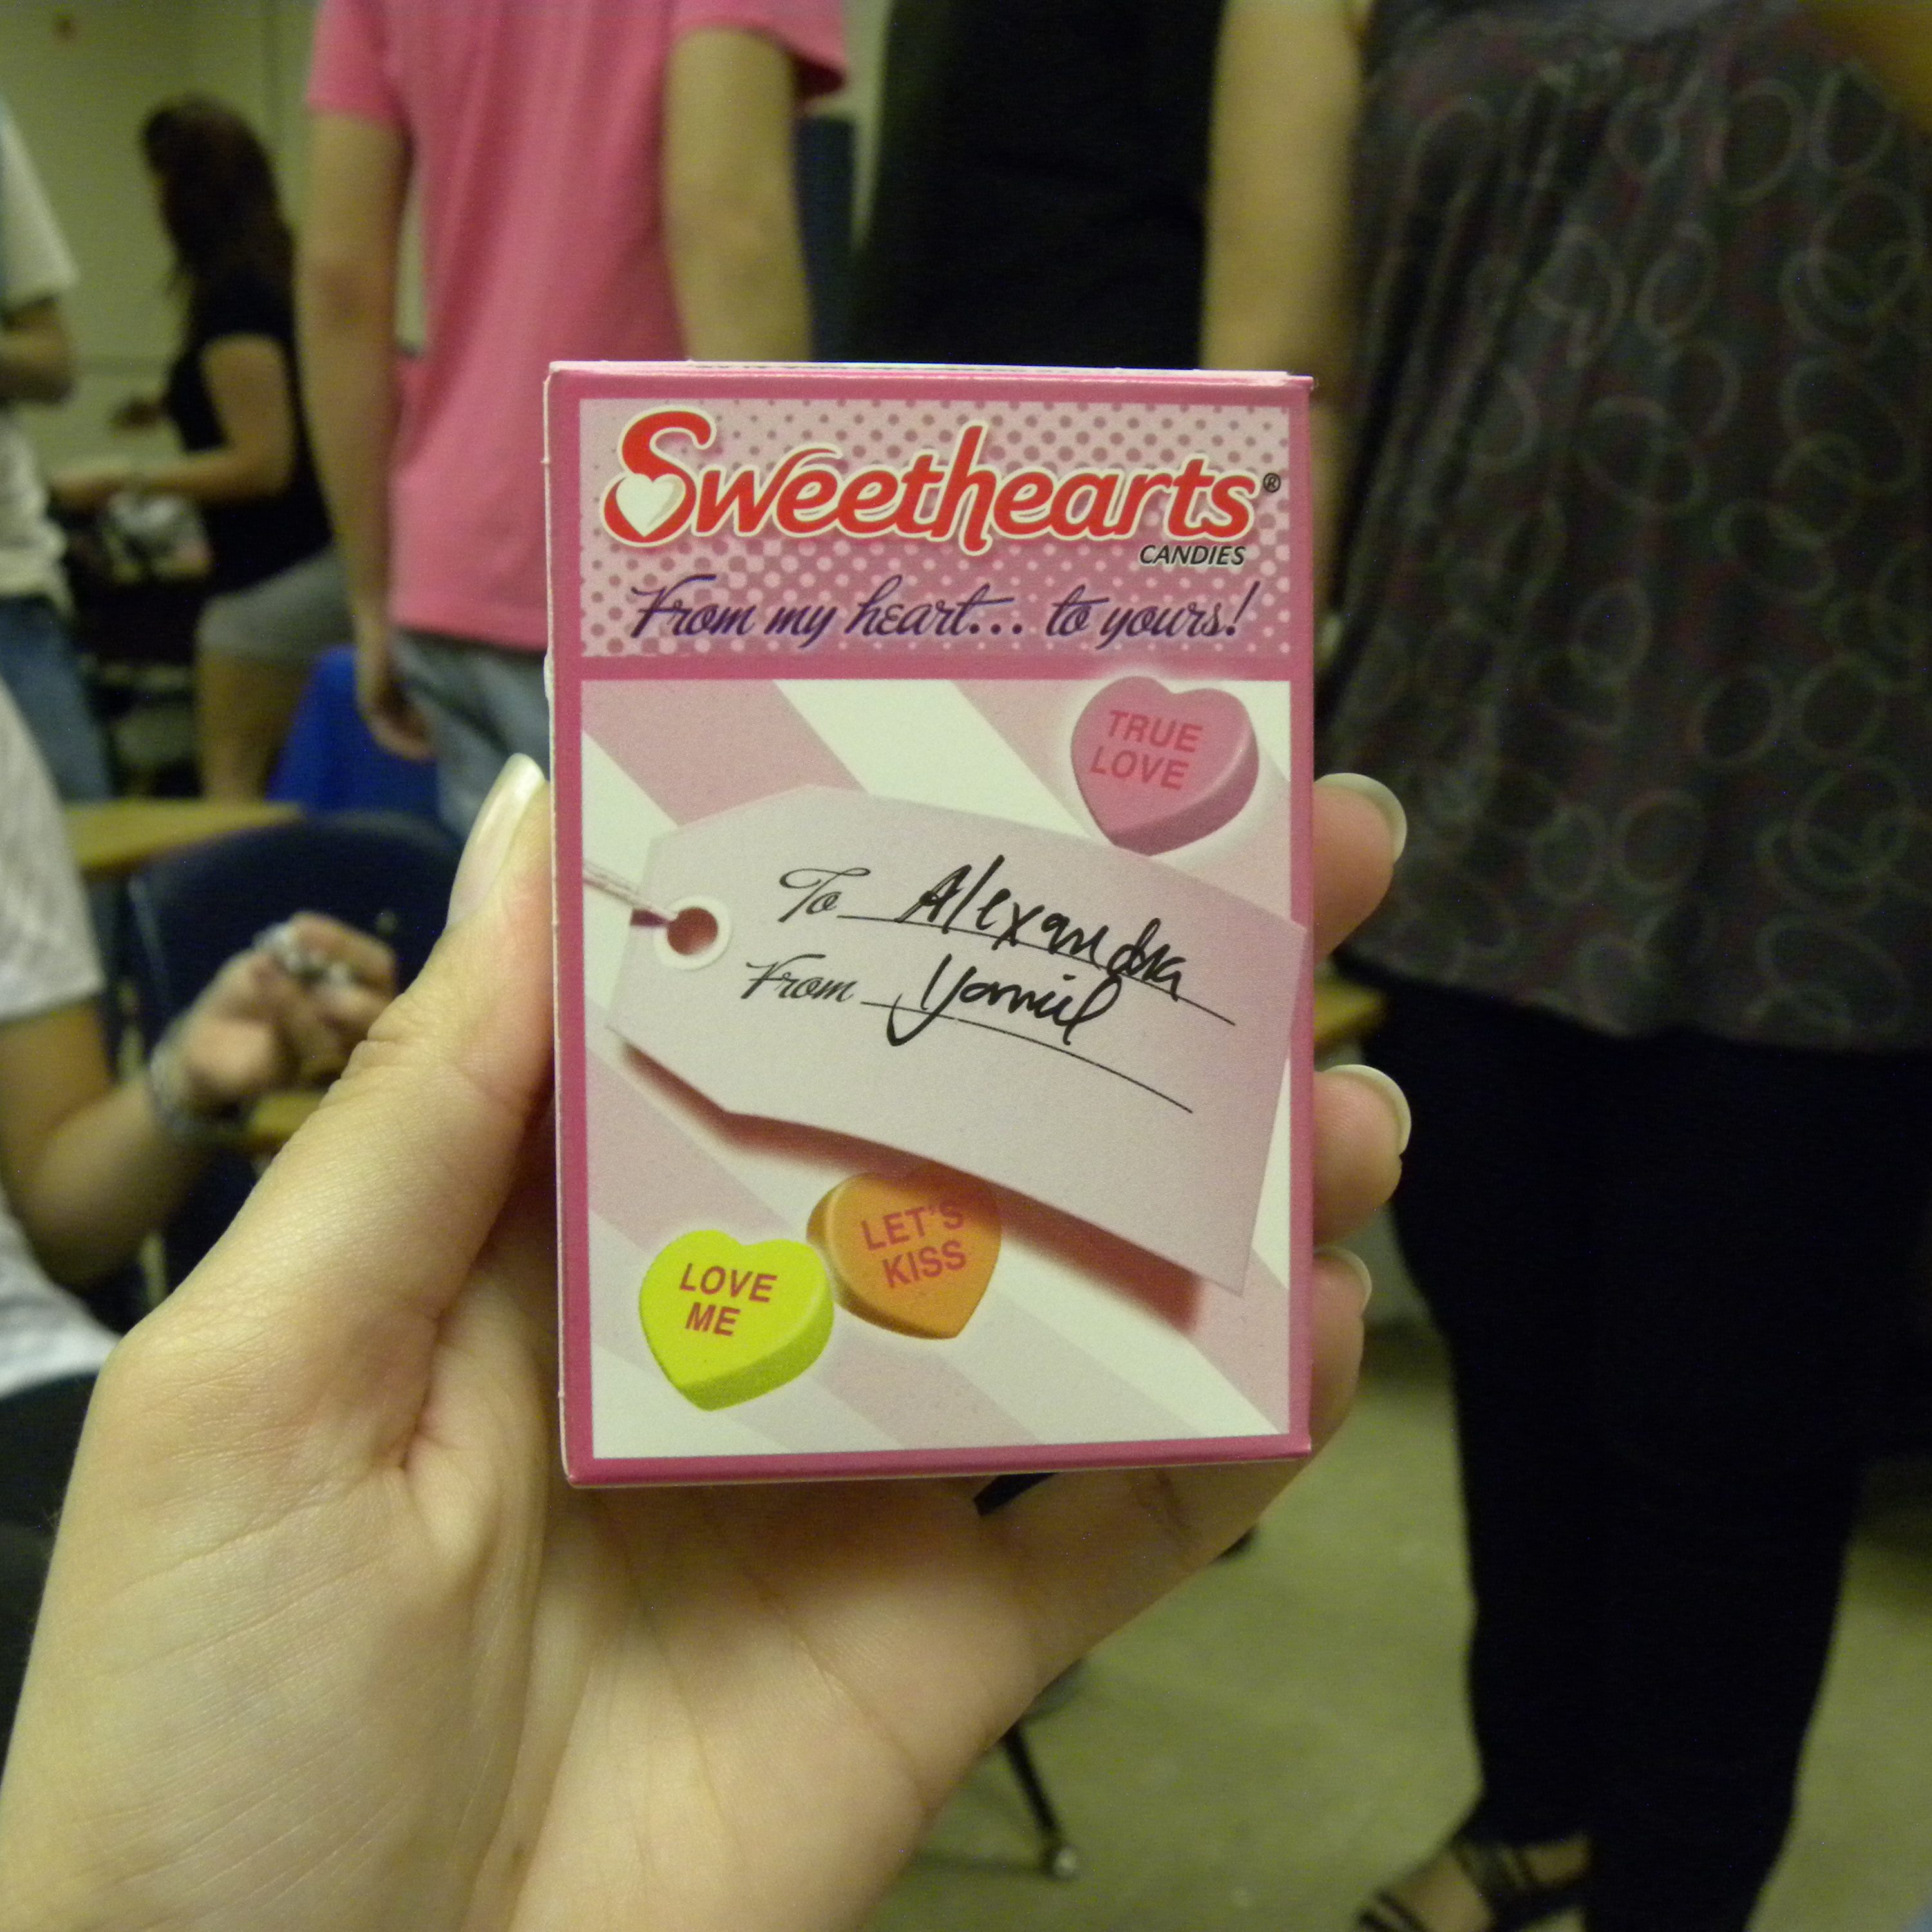 Sweethearts®
CANDIES
From my heart... to yours!
TRUE
LOVE
To Alexandra
From Yamil
LET'S
KISS
LOVE
ME